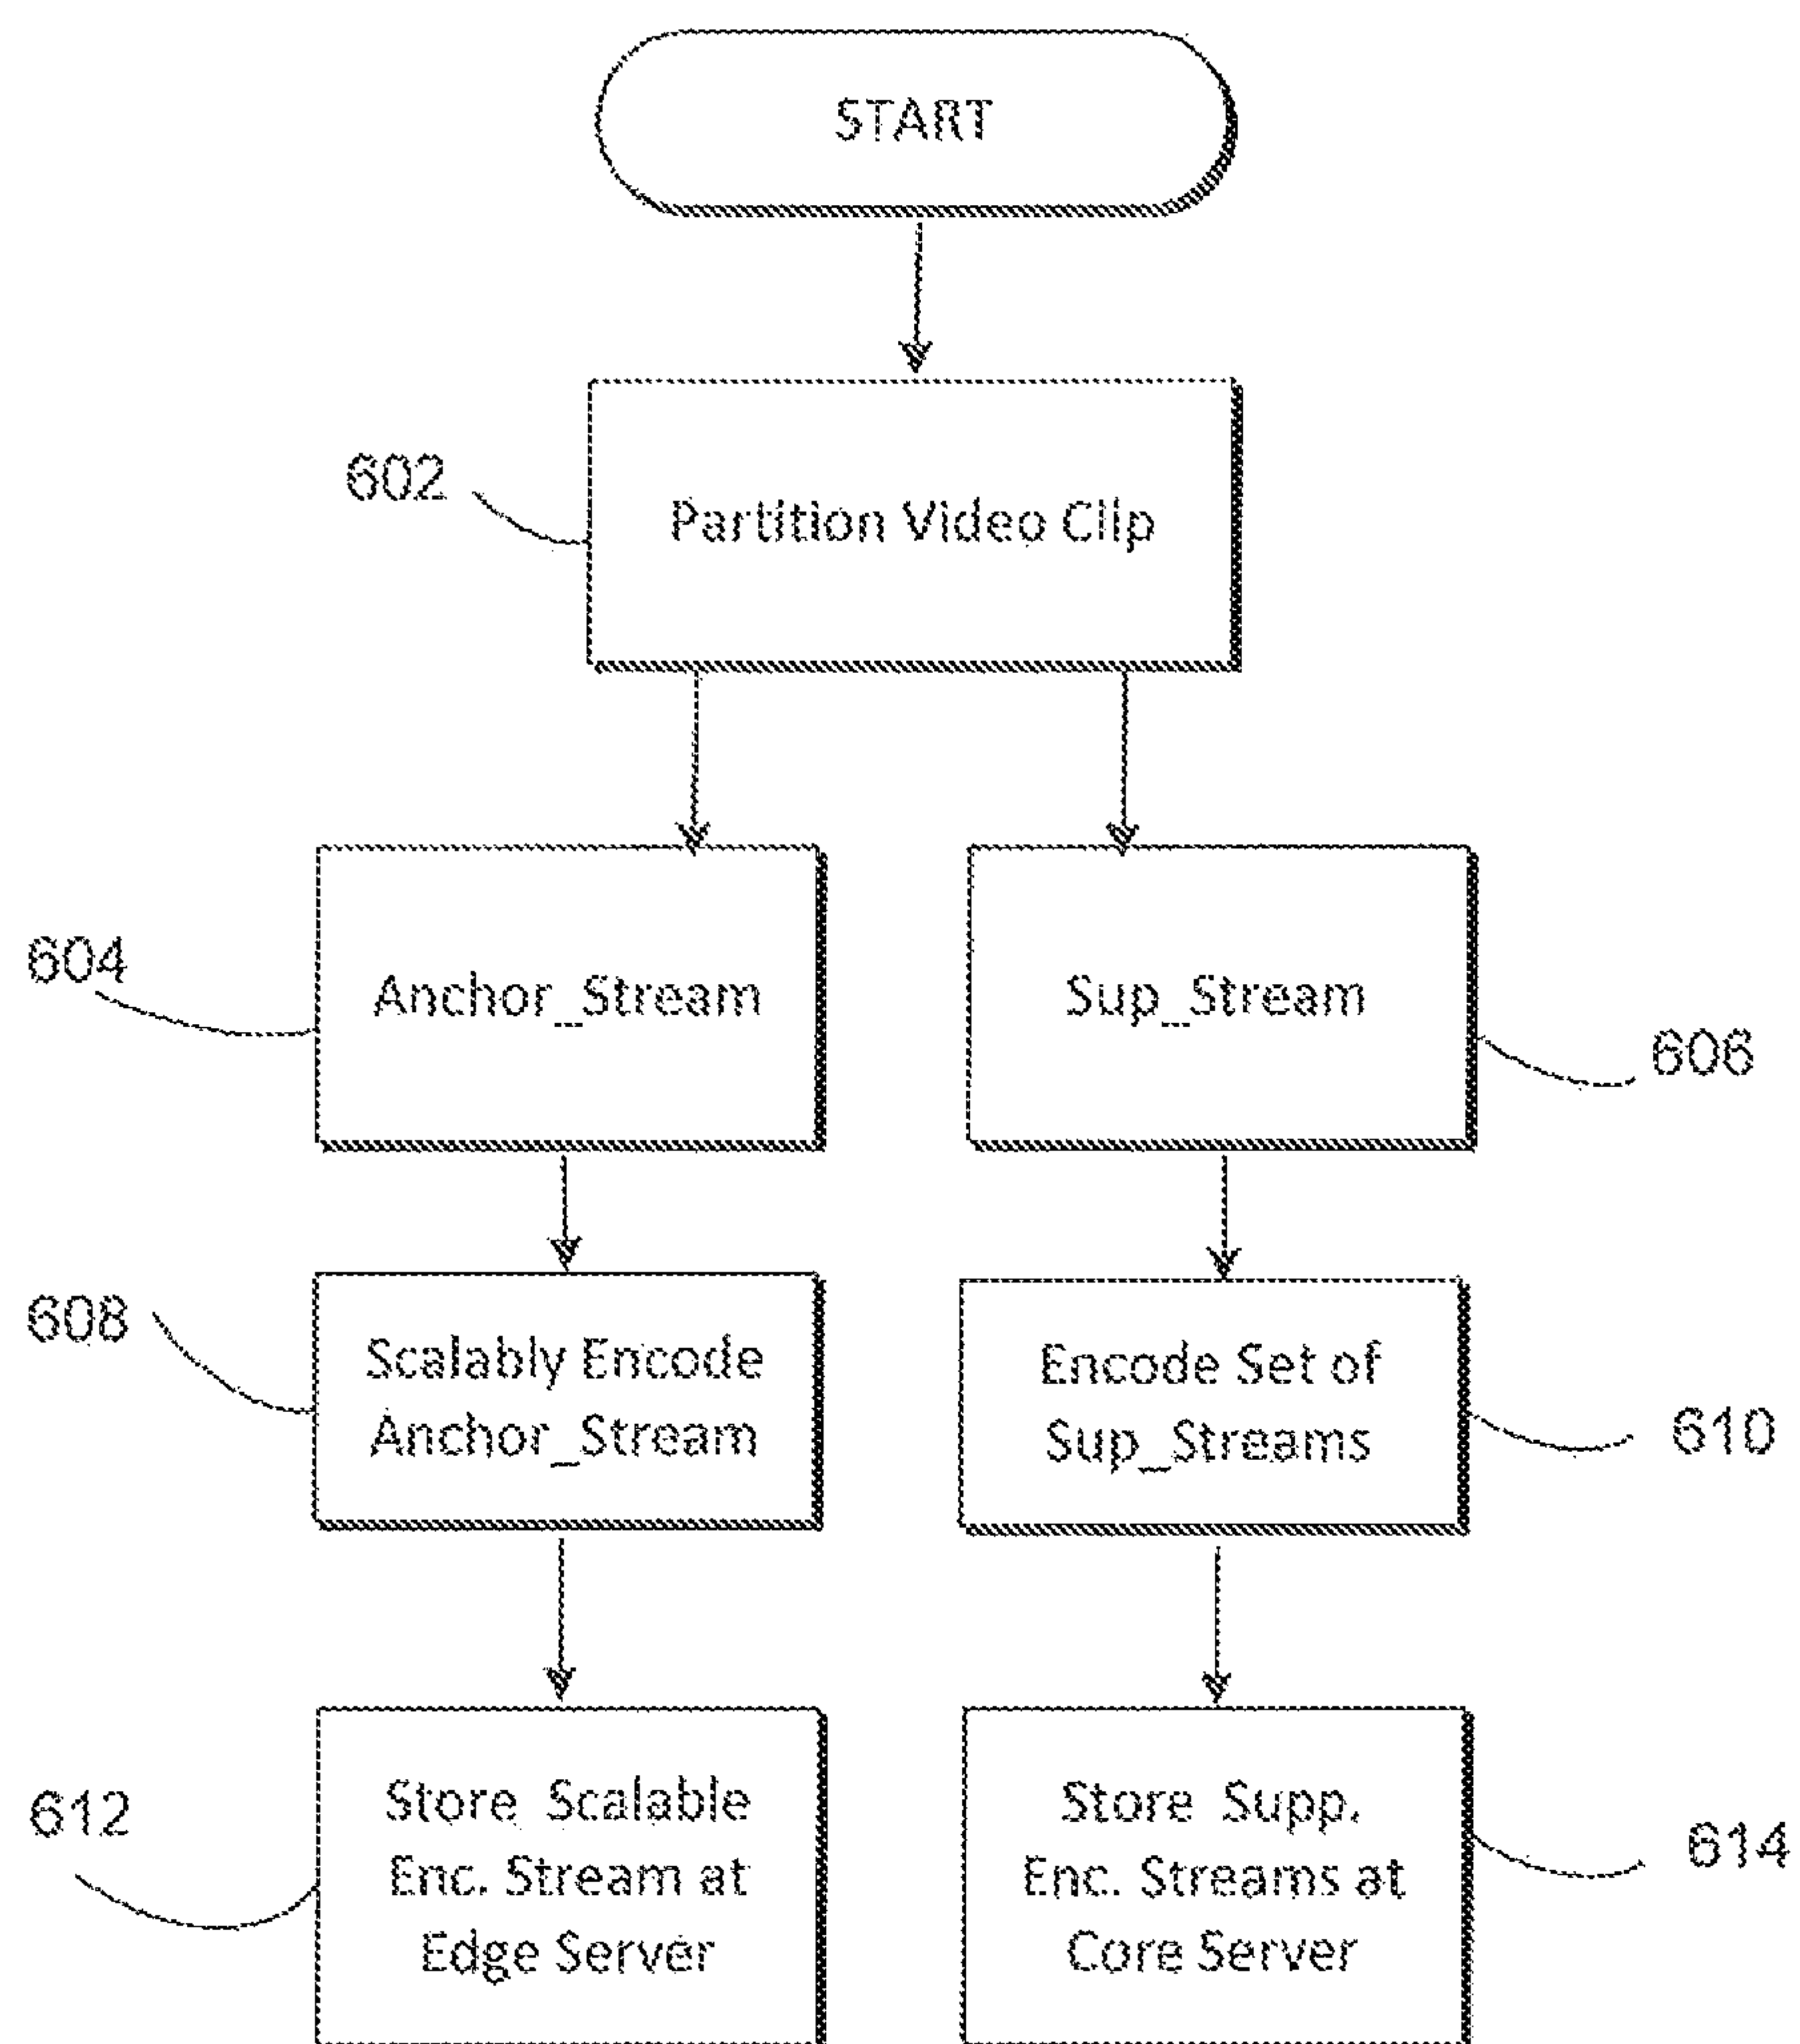 START
602
Partition Video Clip
604
Anchor_Stream
Sup_Stream
606
608
Scalably Encode
Anchor_Stream
Encode Set of
Sup_Streams
610
612
Store Scalable
Enc. Stream at
Edge Server
Store Supp.
Enc. Streams at
Core Server
614